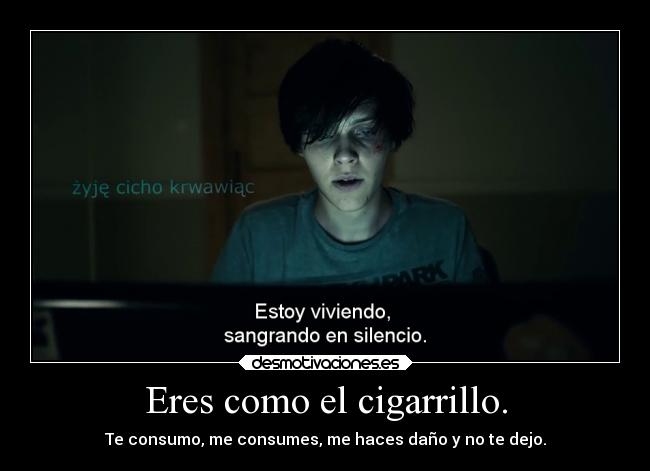 żyję cicho krwawiąc
Estoy viviendo,
sangrando en silencio.
desmotivaciones.es
Eres como el cigarrillo.
Te consumo, me consumes, me haces daño y no te dejo.